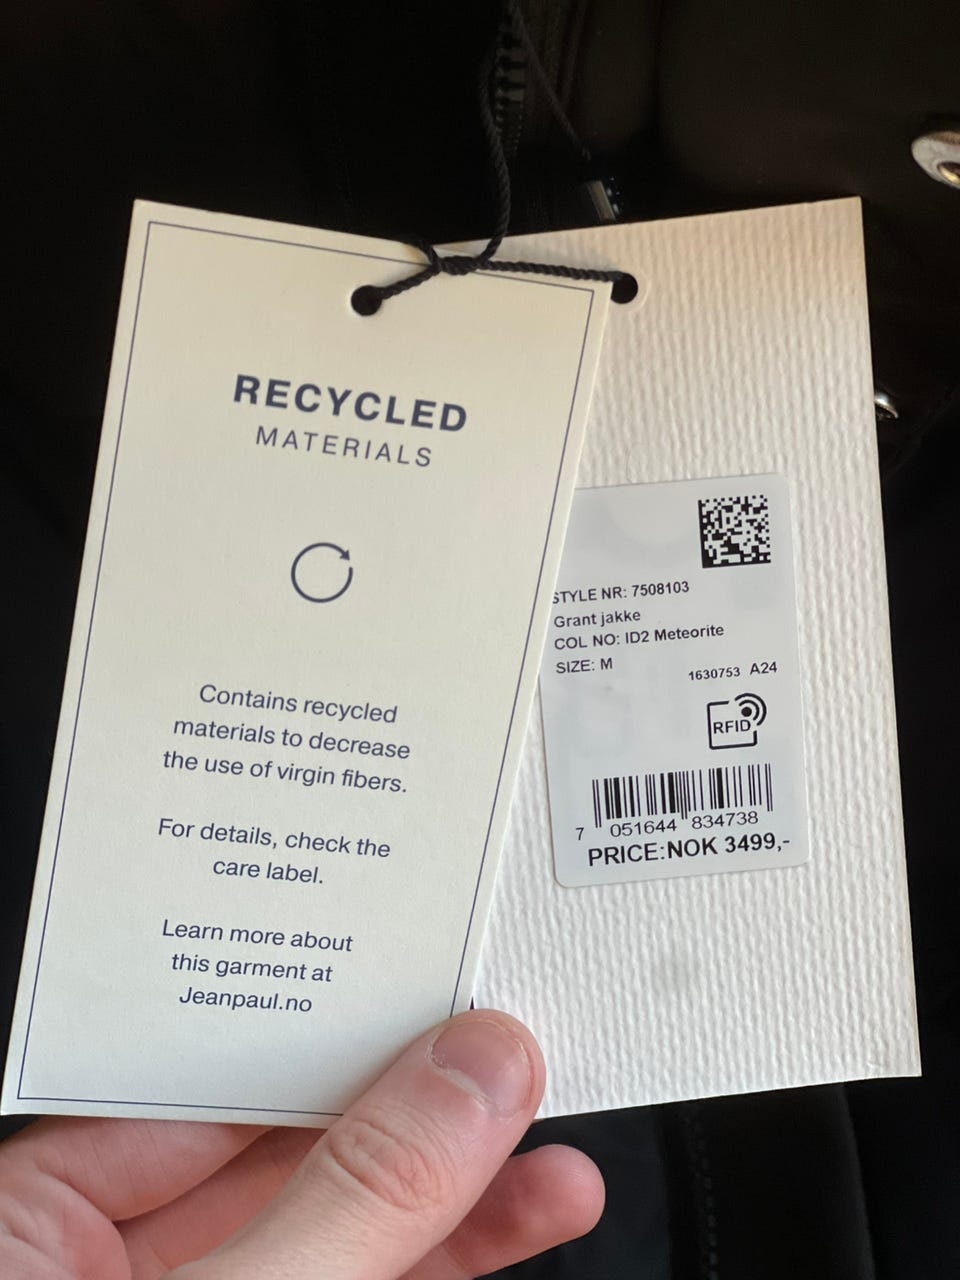 RECYCLED
MATERIALS
Contains recycled
materials to decrease
the use of virgin fibers.
For details, check the
care label.
Learn more about
this garment at
Jeanpaul.no
STYLE NR: 7508103
Grant jakke
COL NO: ID2 Meteorite
SIZE: M
1630753 A24
RFID
7 051644 834738
PRICE:NOK 3499,-